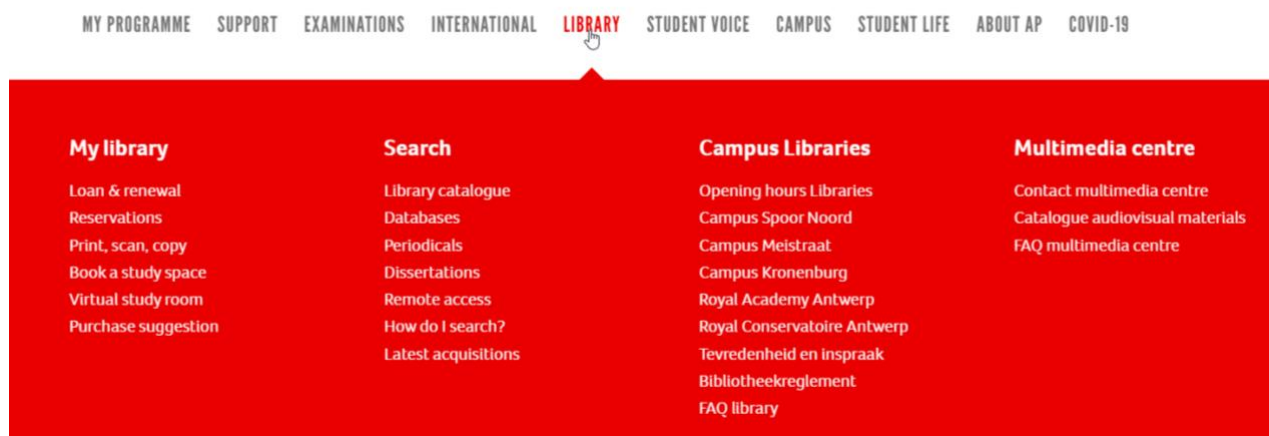 MY PROGRAMME SUPPORT EXAMINATIONS INTERNATIONAL LIBRARY STUDENT VOICE CAMPUS STUDENT LIFE ABOUT AP COVID-19
My library
Loan & renewal
Reservations
Print, scan, copy
Book a study space
Virtual study room
Purchase suggestion
Search
Library catalogue
Databases
Periodicals
Dissertations
Remote access
How do I search?
Latest acquisitions
Campus Libraries
Opening hours Libraries
Campus Spoor Noord
Campus Meistraat
Campus Kronenburg
Royal Academy Antwerp
Royal Conservatoire Antwerp
Tevredenheid en inspraak
Bibliotheekreglement
FAQ library
Multimedia centre
Contact multimedia centre
Catalogue audiovisual materials
FAQ multimedia centre